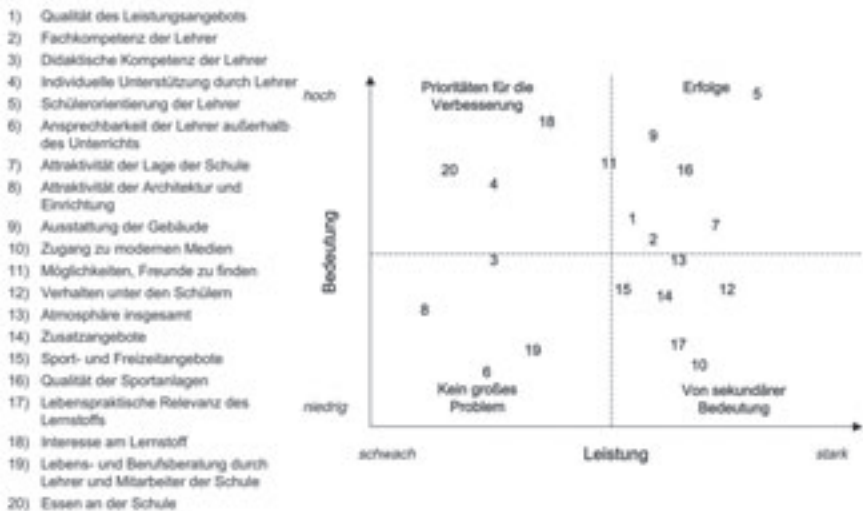 1) Qualität des Leistungsangebots
2) Fachkompetenz der Lehrer
3) Didaktische Kompetenz der Lehrer
4) Individuelle Unterstützung durch Lehrer
5) Schülerorientierung der Lehrer
6) Ansprechbarkeit der Lehrer außerhalb
des Unterrichts
7) Attraktivität der Lage der Schule
8) Attraktivität der Architektur und
Einrichtung
9) Ausstattung der Gebäude
10) Zugang zu modernen Medien
11) Möglichkeiten, Freunde zu finden
12) Verhalten unter den Schülern
13) Atmosphäre insgesamt
14) Zusatzangebote
15) Sport- und Freizeitangebote
16) Qualität der Sportanlagen
17) Lebenspraktische Relevanz des
Lernstoffs
18) Interesse am Lernstoff
19) Lebens- und Berufsberatung durch
Lehrer und Mitarbeiter der Schule
20) Essen an der Schule
hoch
Bedeutung
niedrig
Prioritäten für die
Verbesserung
18
20
4
11
Erfolge
5
9
16
1
7
2
3
8
19
6
Kein großes
Problem
13
15
14
12
17
10
Von sekundärer
Bedeutung
schwach
Leistung
stark